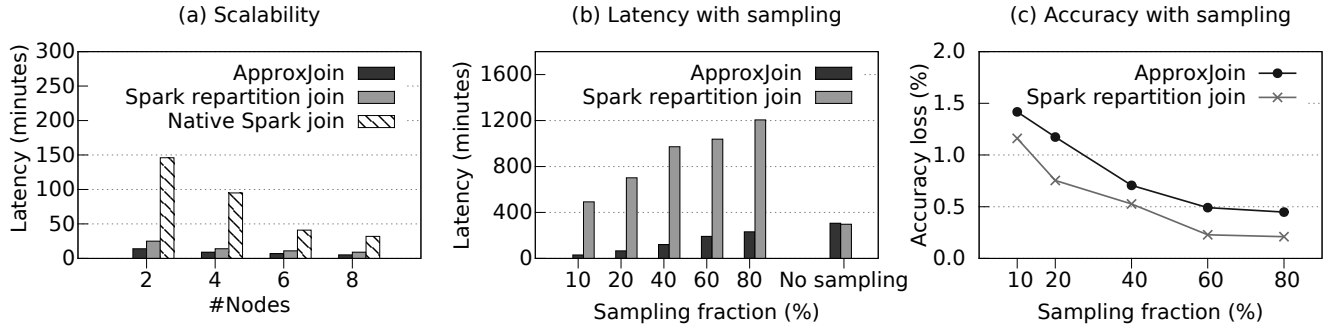 (a) Scalability
Latency (minutes)
300
250
200
150
100
50
0
ApproxJoin
Spark repartition join
Native Spark join
2 4 6 8
#Nodes
(b) Latency with sampling
Latency (minutes)
1600
1200
800
400
0
ApproxJoin
Spark repartition join
10 20 40 60 80 No sampling
Sampling fraction (%)
(c) Accuracy with sampling
Accuracy loss (%)
2.0
1.5
1.0
0.5
0.0
ApproxJoin
Spark repartition join
10 20 40 60 80
Sampling fraction (%)